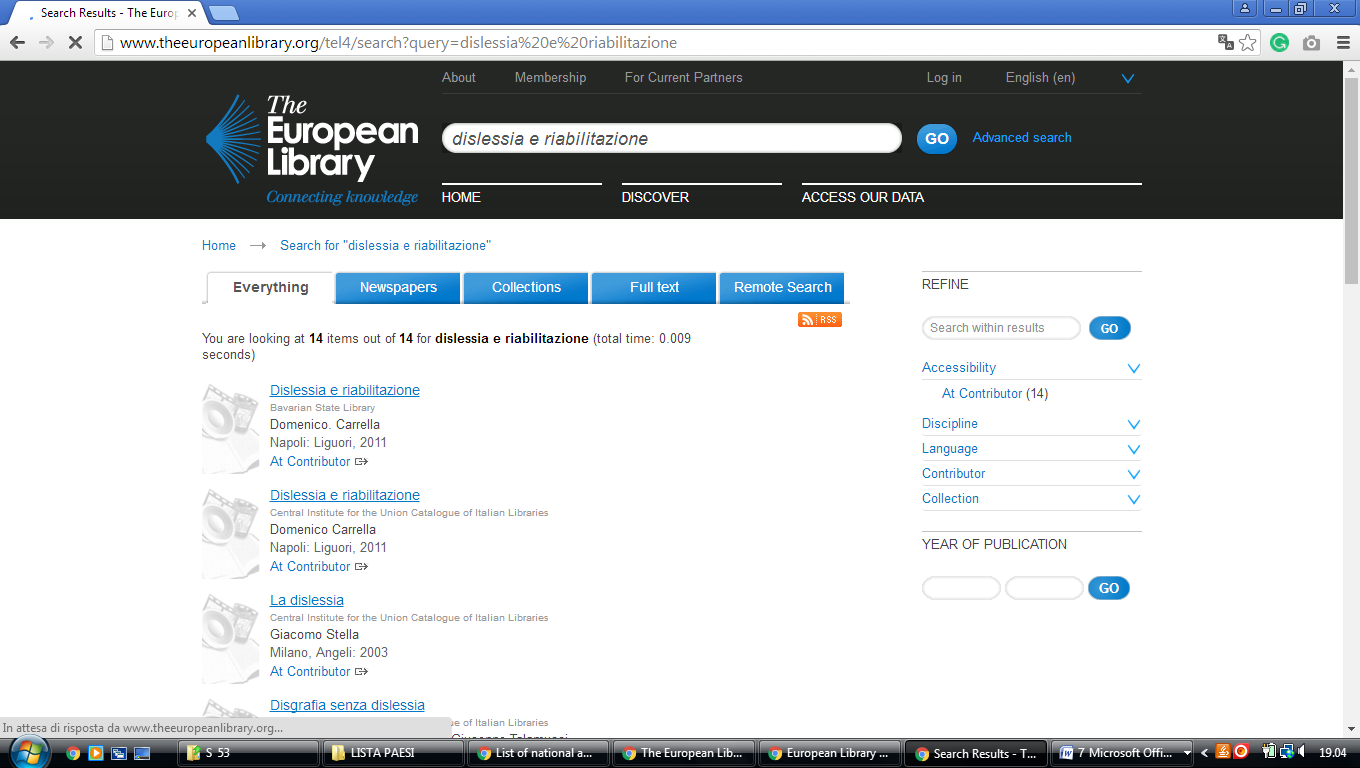 Search Results - The Europ
www.theeuropeanlibrary.org/tel4/search?query=dislessia%20e%20riabilitazione
About Membership For Current Partners Log in English (en)
The
European
Library
Connecting knowledge
dislessia e riabilitazione GO Advanced search
HOME DISCOVER ACCESS OUR DATA
Home Search for "dislessia e riabilitazione"
Everything Newspapers Collections Full text Remote Search
RSS
You are looking at 14 items out of 14 for dislessia e riabilitazione (total time: 0.009
seconds)
Dislessia e riabilitazione
Bavarian State Library
Domenico. Carrella
Napoli: Liguori, 2011
At Contributor
Dislessia e riabilitazione
Central Institute for the Union Catalogue of Italian Libraries
Domenico Carrella
Napoli: Liguori, 2011
At Contributor
La dislessia
Central Institute for the Union Catalogue of Italian Libraries
Giacomo Stella
Milano, Angeli: 2003
At Contributor
Disgrafia senza dislessia
ue of Italian Libraries
REFINE
Search within results GO
Accessibility
At Contributor (14)
Discipline
Language
Contributor
Collection
YEAR OF PUBLICATION
GO
In attesa di risposta da www.theeuropeanlibrary.org...
S 53 LISTA PAESI List of national a... The European Lib... European Library ... Search Results - T... 7 Microsoft Offic... 19.04